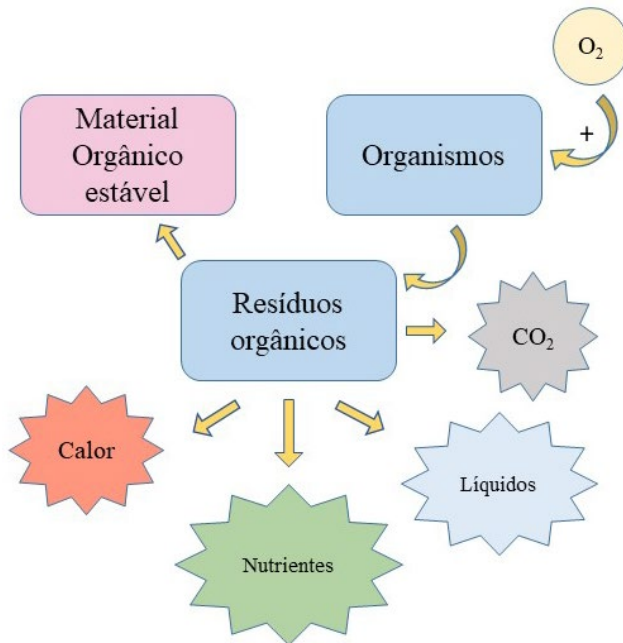 O₂
+
Material
Orgânico
estável
Organismos
Resíduos
orgânicos
CO₂
Calor
Líquidos
Nutrientes